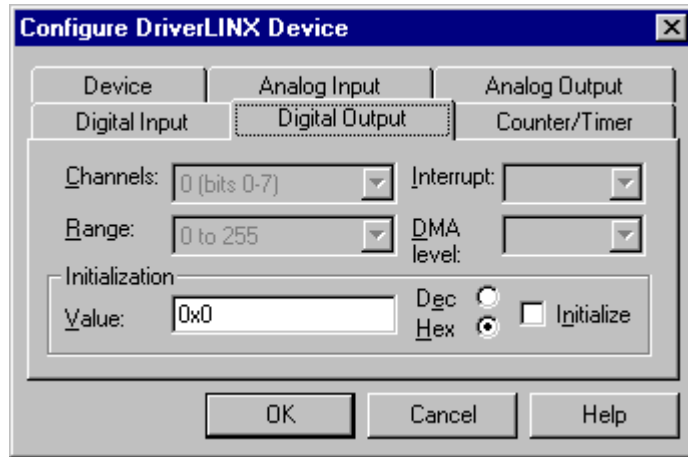 Configure DriverLINX Device
Device Analog Input Analog Output
Digital Input Digital Output Counter/Timer
Channels: 0 (bits 0-7) Interrupt:
Range: 0 to 255 DMA level:
Initialization
Value: 0x0 Dec Hex Initialize
OK Cancel Help